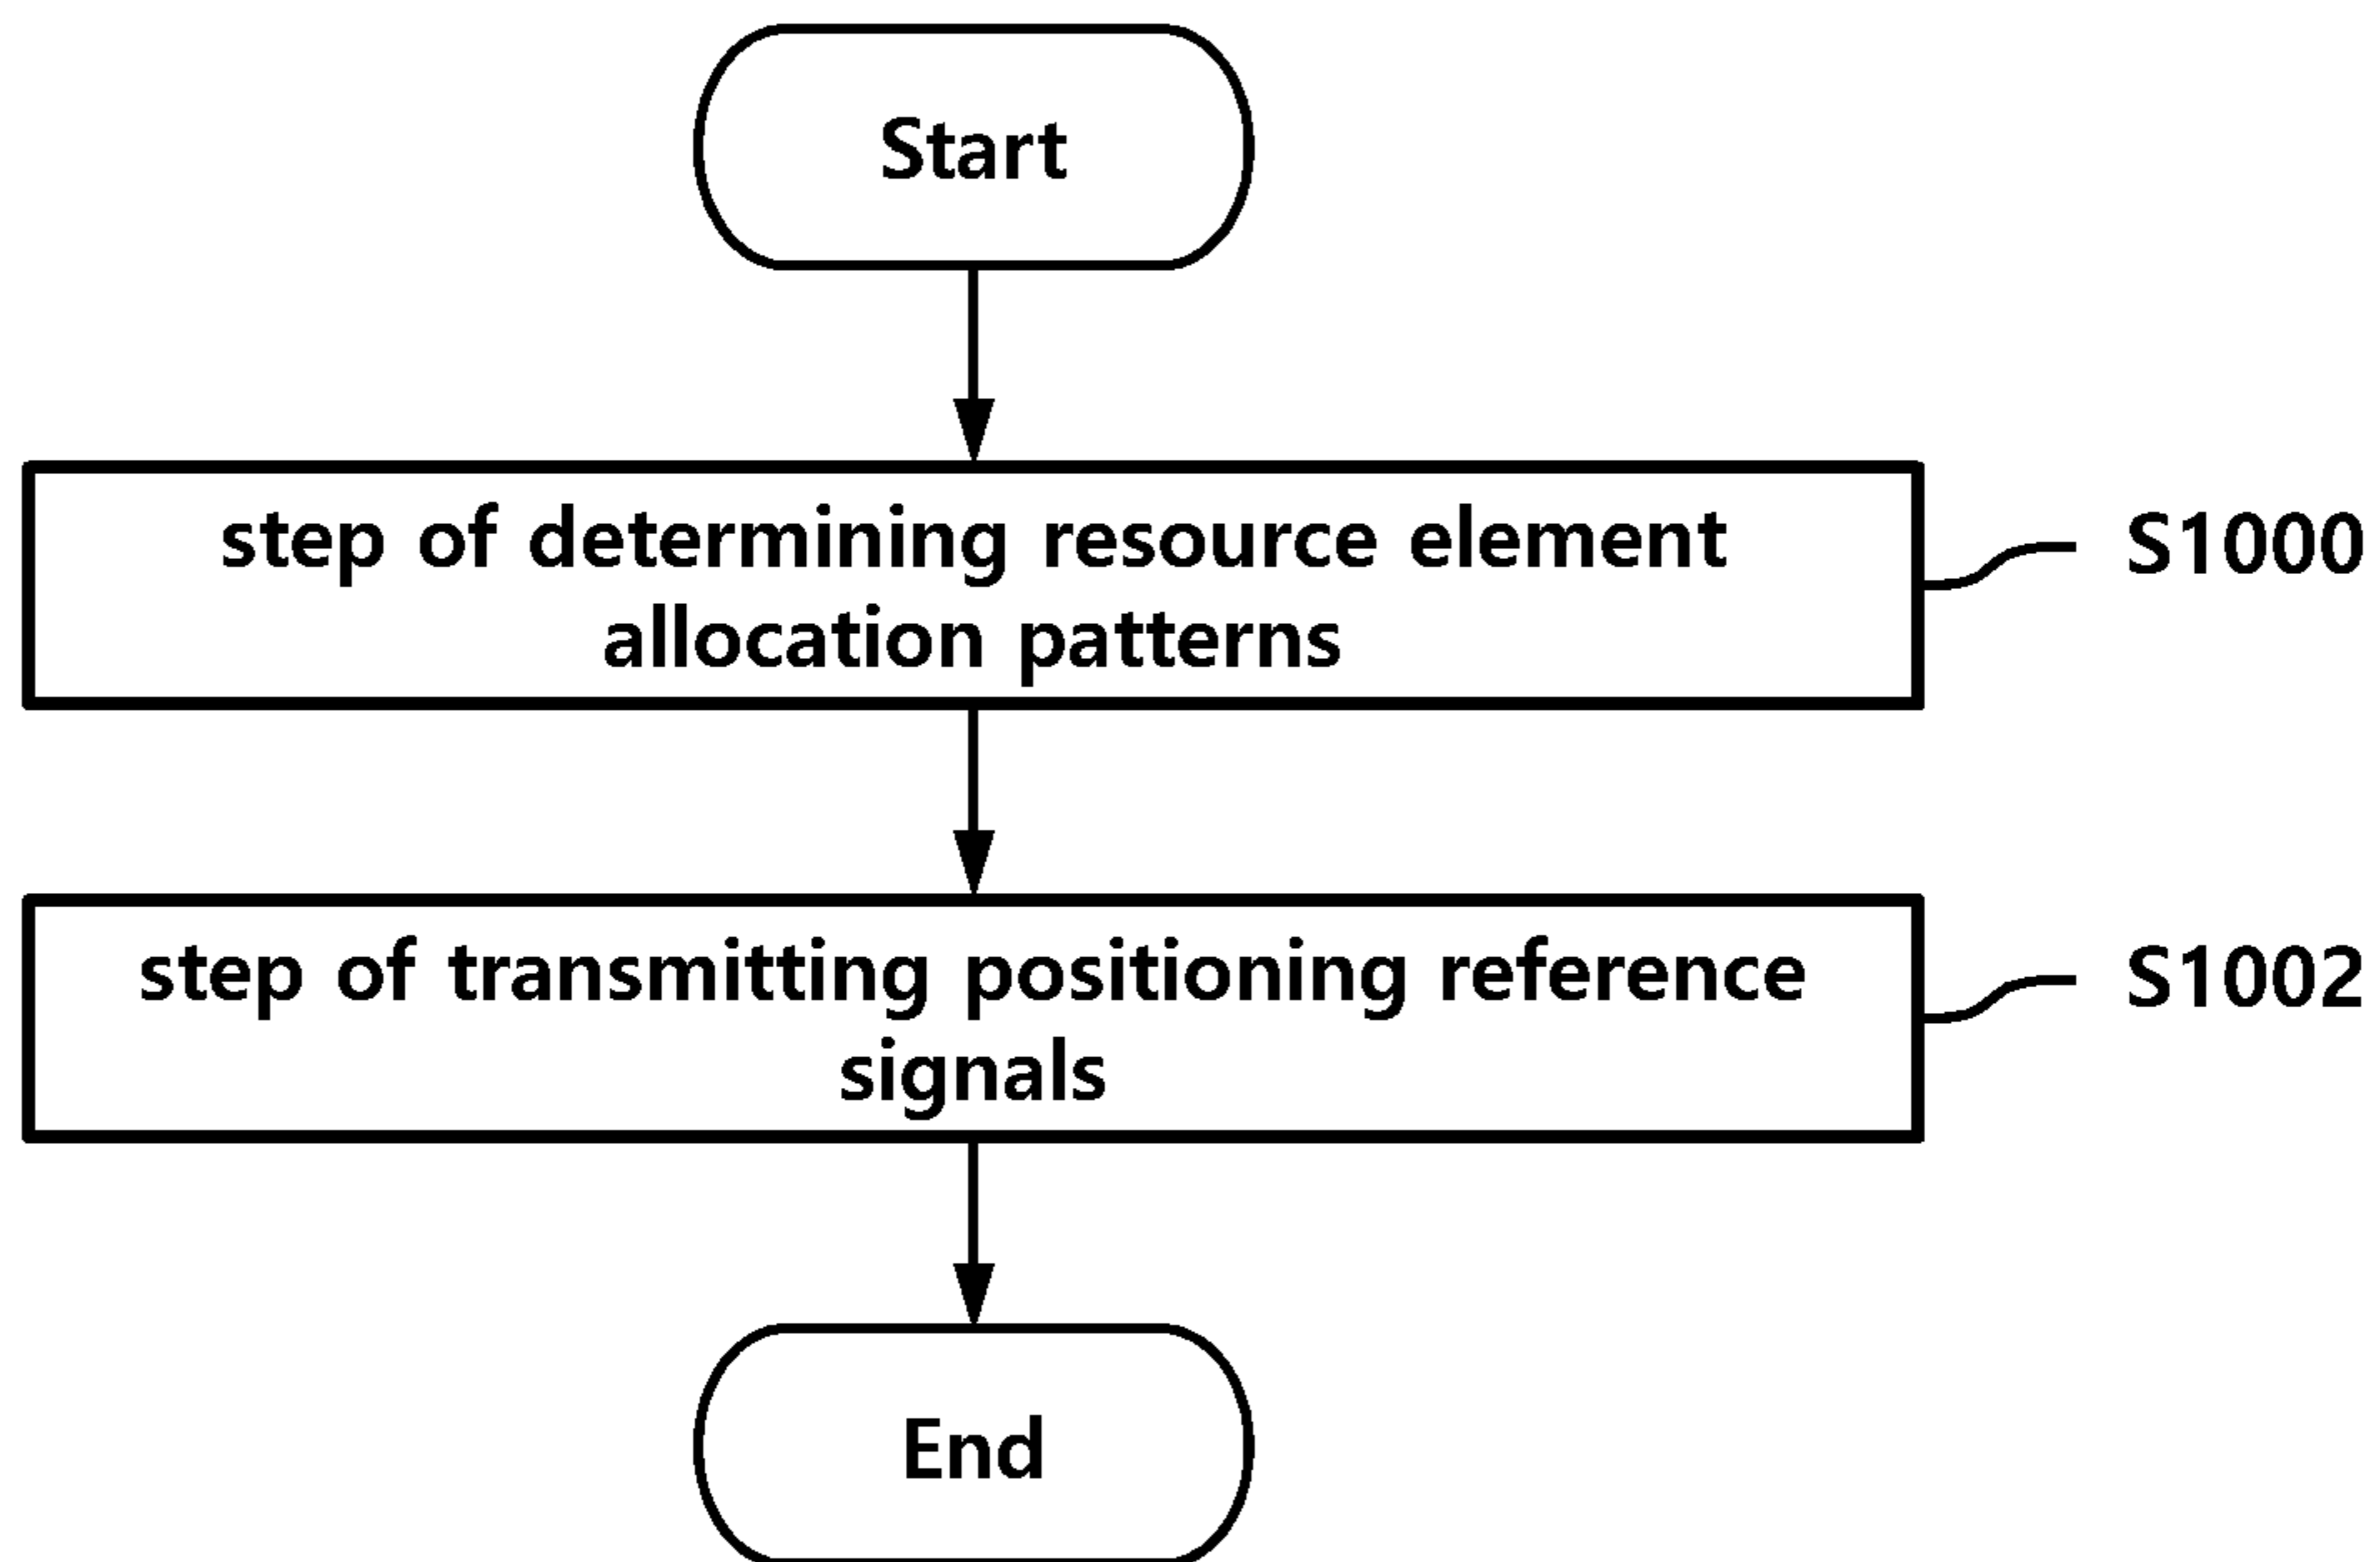 Start
step of determining resource element
allocation patterns
S1000
step of transmitting positioning reference
signals
S1002
End